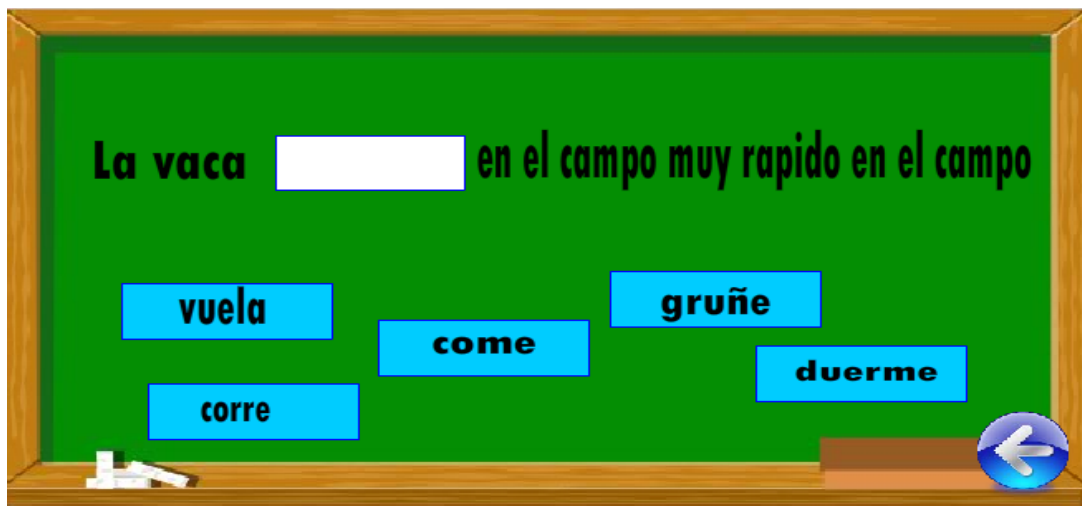 La vaca en el campo muy rapido en el campo
vuela
gruñe
come
duerme
corre